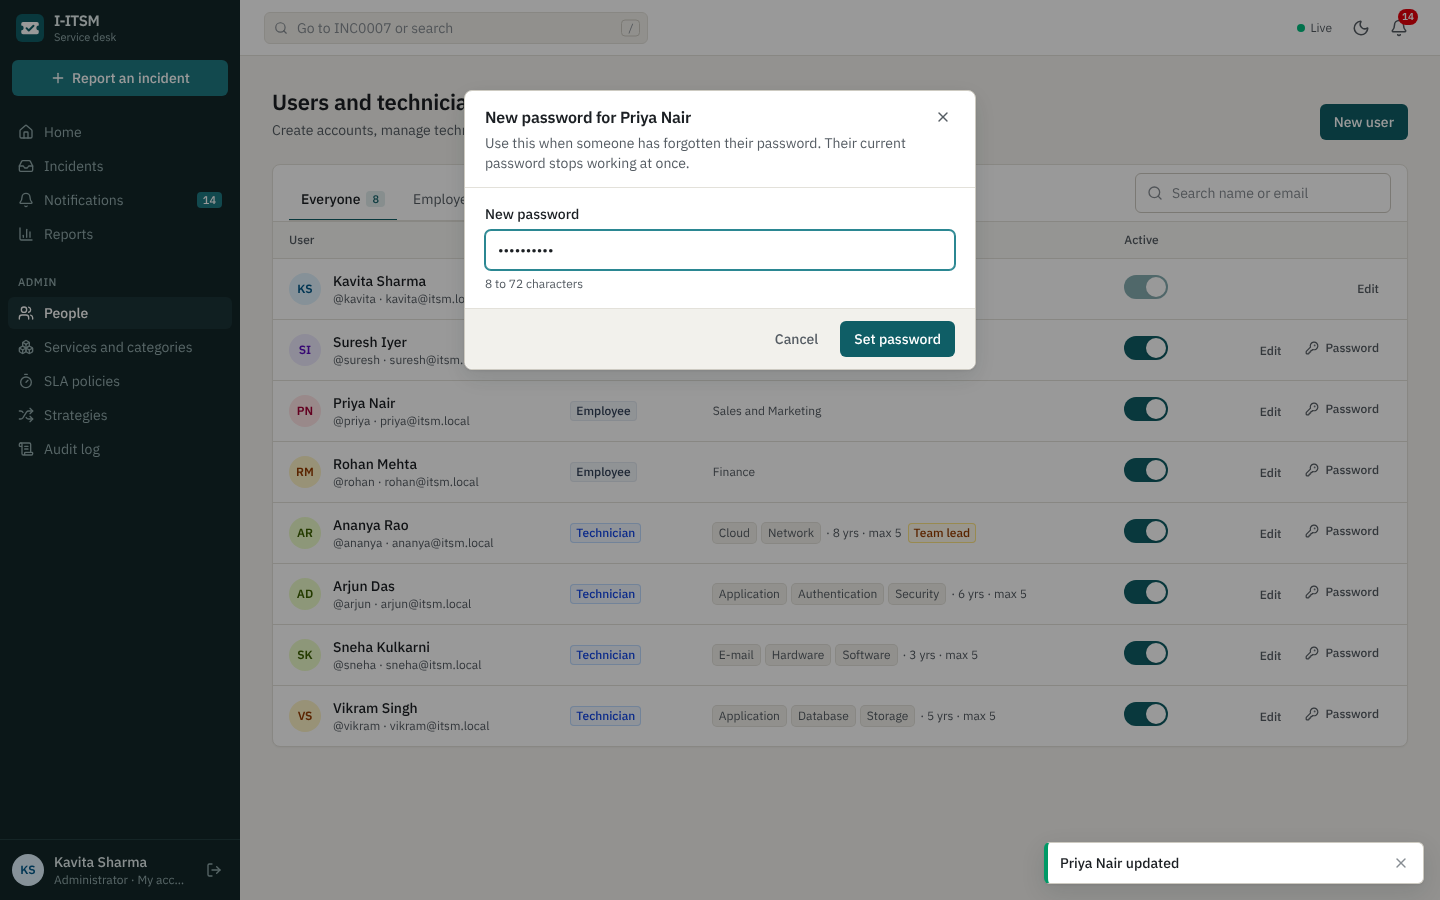 I-ITSM
Service desk
Report an incident
Home
Incidents
Notifications 14
Reports
ADMIN
People
Services and categories
SLA policies
Strategies
Audit log
KS Kavita Sharma
Administrator · My acc...
Go to INC0007 or search /
Live 14
Users and technicia
Create accounts, manage techn
New user
Everyone 8 Employe
Search name or email
User Active
KS Kavita Sharma
@kavita · kavita@itsm.lo
Edit
SI Suresh Iyer
@suresh · suresh@itsm.
Edit Password
PN Priya Nair
@priya · priya@itsm.local
Employee Sales and Marketing Edit Password
RM Rohan Mehta
@rohan · rohan@itsm.local
Employee Finance Edit Password
AR Ananya Rao
@ananya · ananya@itsm.local
Technician Cloud Network · 8 yrs · max 5 Team lead Edit Password
AD Arjun Das
@arjun · arjun@itsm.local
Technician Application Authentication Security · 6 yrs · max 5 Edit Password
SK Sneha Kulkarni
@sneha · sneha@itsm.local
Technician E-mail Hardware Software · 3 yrs · max 5 Edit Password
VS Vikram Singh
@vikram · vikram@itsm.local
Technician Application Database Storage · 5 yrs · max 5 Edit Password
New password for Priya Nair
Use this when someone has forgotten their password. Their current
password stops working at once.
New password
••••••••••
8 to 72 characters
Cancel Set password
Priya Nair updated